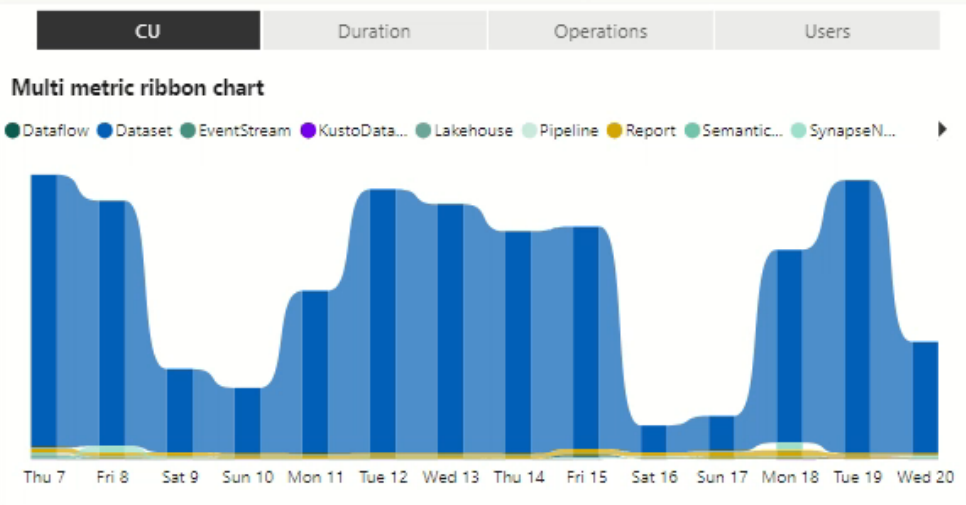 CU Duration Operations Users
Multi metric ribbon chart
Dataflow Dataset EventStream KustoData... Lakehouse Pipeline Report Semantic... SynapseN...
Thu 7 Fri 8 Sat 9 Sun 10 Mon 11 Tue 12 Wed 13 Thu 14 Fri 15 Sat 16 Sun 17 Mon 18 Tue 19 Wed 20